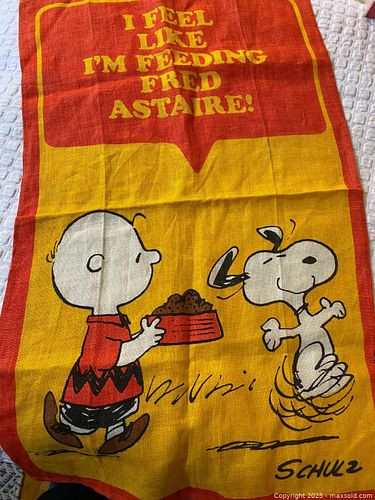 I FEEL
LIKE
I'M FEEDING
FRED
ASTAIRE!
SCHULZ
Copyright 2025 - maxsold.com